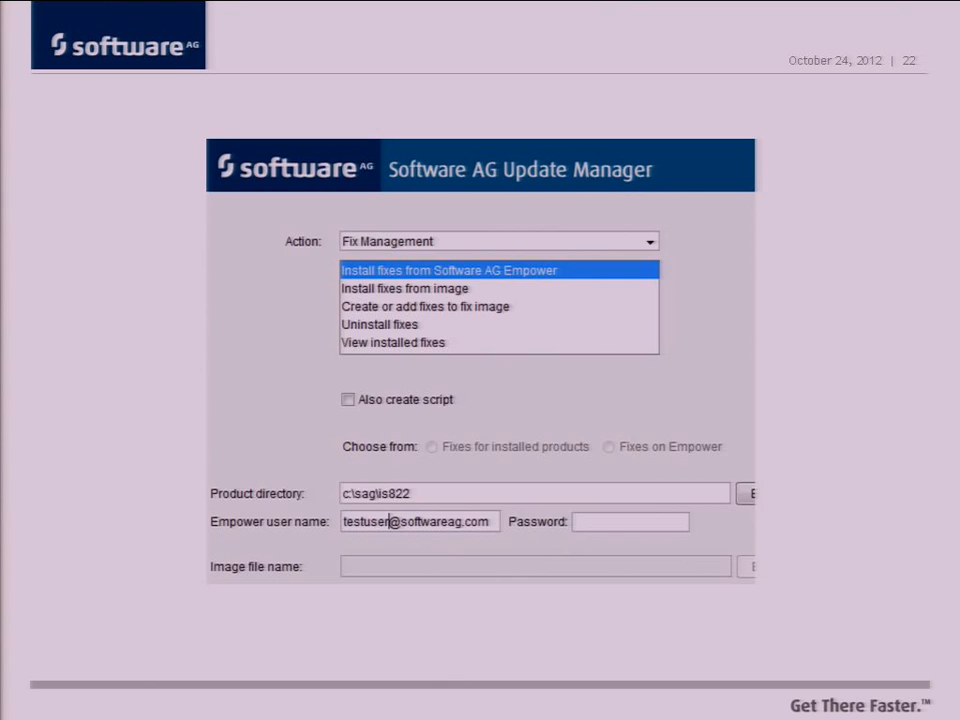 software AG
October 24, 2012 | 22
software AG Software AG Update Manager
Action: Fix Management
Install fixes from Software AG Empower
Install fixes from image
Create or add fixes to fix image
Uninstall fixes
View installed fixes
Also create script
Choose from: Fixes for installed products Fixes on Empower
Product directory: c:\sag\is822
Empower user name: testuser@softwareag.com Password:
Image file name:
Get There Faster.™